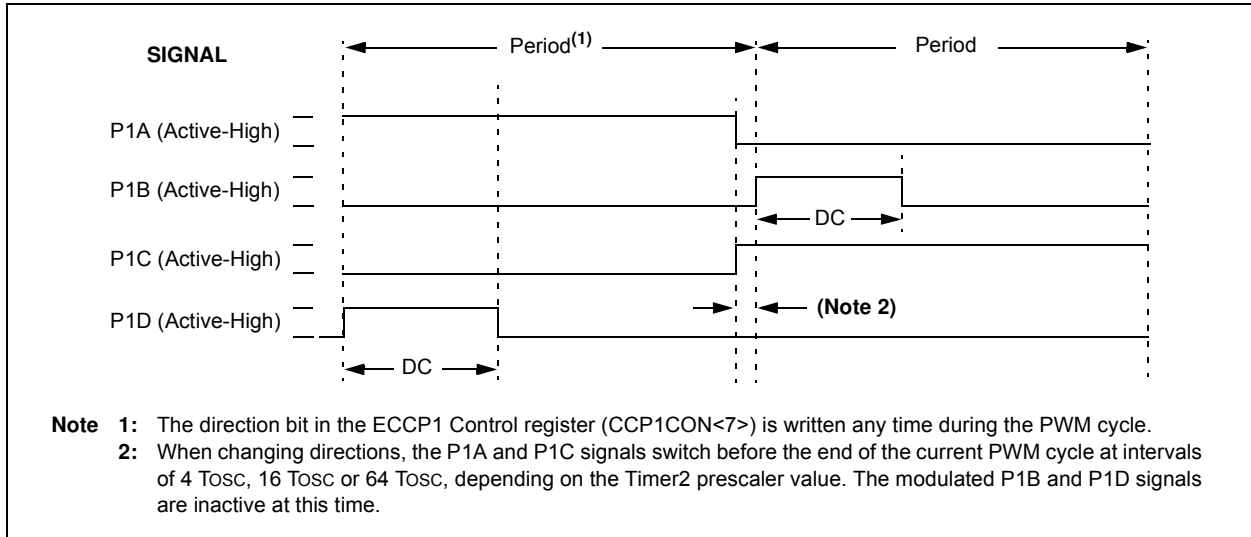 SIGNAL
Period(1)
Period
P1A (Active-High)
P1B (Active-High)
DC
P1C (Active-High)
P1D (Active-High)
(Note 2)
DC
Note 1: The direction bit in the ECCP1 Control register (CCP1CON<7>) is written any time during the PWM cycle.
2: When changing directions, the P1A and P1C signals switch before the end of the current PWM cycle at intervals
of 4 TOSC, 16 TOSC or 64 TOSC, depending on the Timer2 prescaler value. The modulated P1B and P1D signals
are inactive at this time.